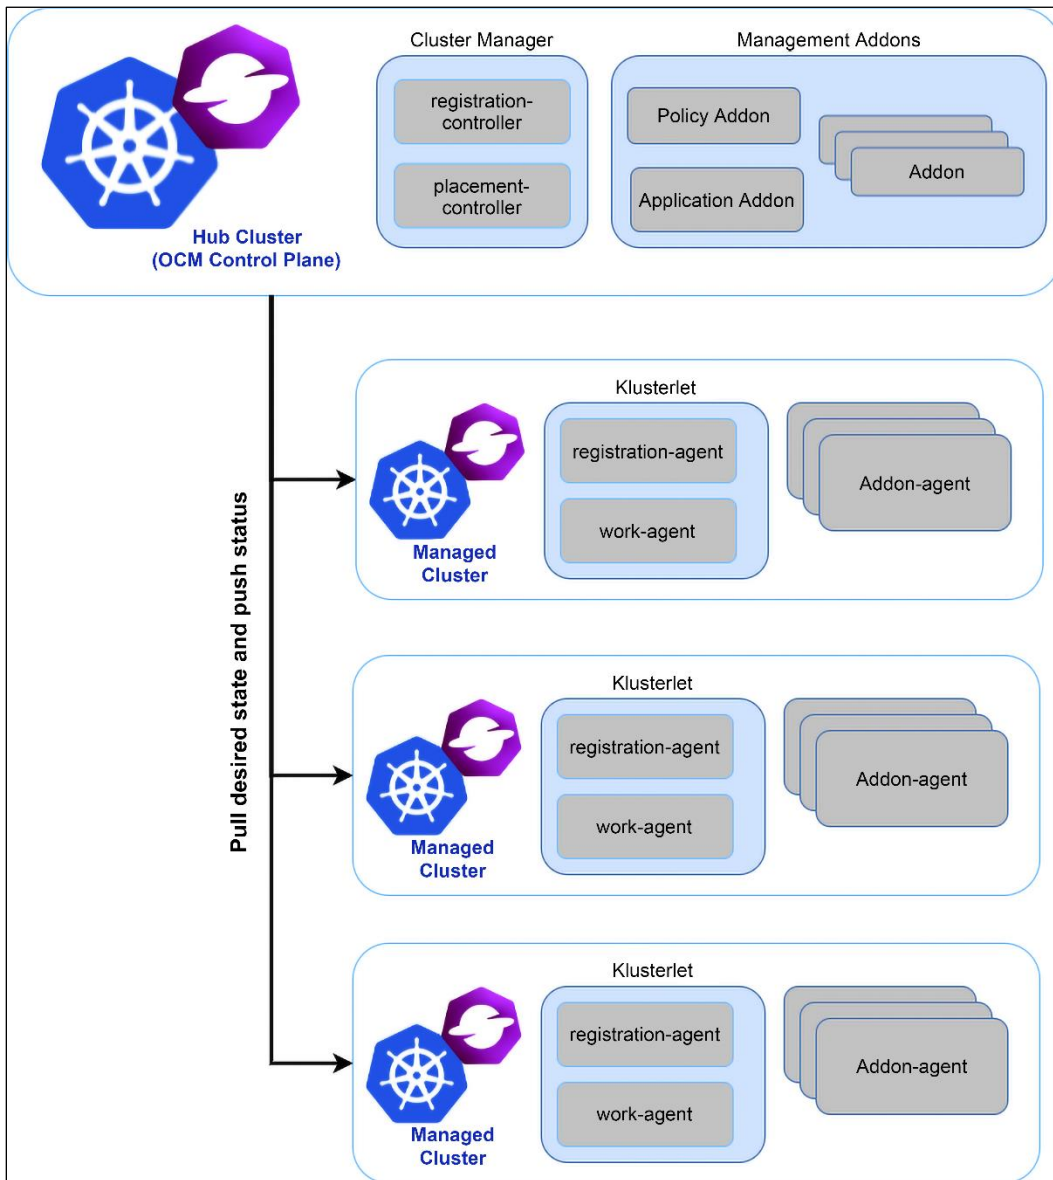 Cluster Manager
Management Addons
registration-
controller
placement-
controller
Policy Addon
Application Addon
Addon
Hub Cluster
(OCM Control Plane)
Pull desired state and push status
Klusterlet
registration-agent
work-agent
Addon-agent
Managed
Cluster
Klusterlet
registration-agent
work-agent
Addon-agent
Managed
Cluster
Klusterlet
registration-agent
work-agent
Addon-agent
Managed
Cluster